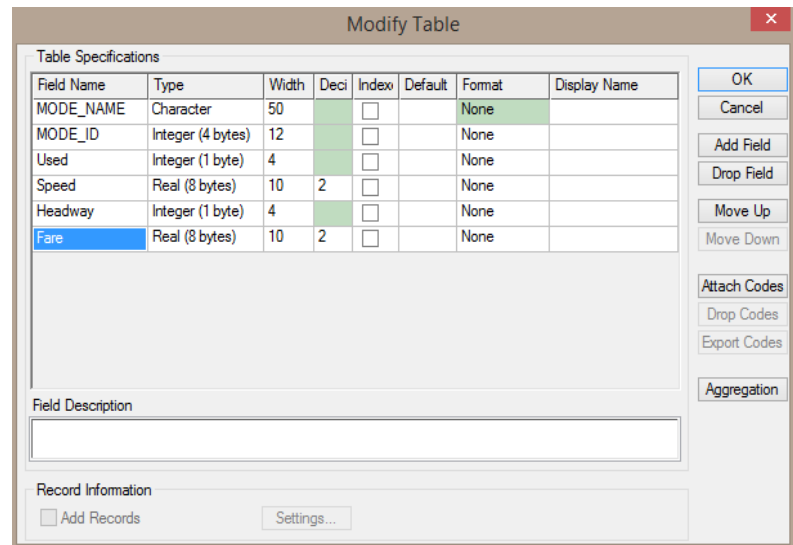 Modify Table
Table Specifications
Field Name Type Width Deci Indexe Default Format Display Name
MODE_NAME Character 50 None
MODE_ID Integer (4 bytes) 12 None
Used Integer (1 byte) 4 None
Speed Real (8 bytes) 10 2 None
Headway Integer (1 byte) 4 None
Fare Real (8 bytes) 10 2 None
OK
Cancel
Add Field
Drop Field
Move Up
Move Down
Attach Codes
Drop Codes
Export Codes
Aggregation
Field Description
Record Information
Add Records Settings...